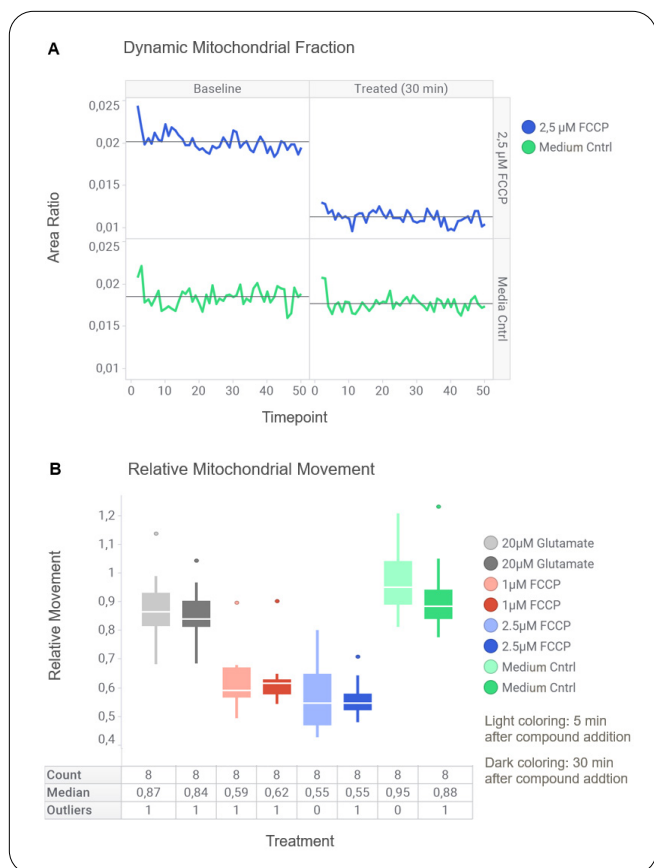 A Dynamic Mitochondrial Fraction
Baseline Treated (30 min)
0,025
0,02
0,015
0,01
2,5 µM FCCP
2,5 µM FCCP
Medium Cntrl
Area Ratio
0,025
0,02
0,015
0,01
Media Cntrl
0 10 20 30 40 50 0 10 20 30 40 50
Timepoint
B Relative Mitochondrial Movement
1,2
1,1
1
0,9
0,8
0,7
0,6
0,5
0,4
Relative Movement
20µM Glutamate
20µM Glutamate
1µM FCCP
1µM FCCP
2.5µM FCCP
2.5µM FCCP
Medium Cntrl
Medium Cntrl
Light coloring: 5 min
after compound addition
Dark coloring: 30 min
after compound addtion
Count 8 8 8 8 8 8 8 8
Median 0,87 0,84 0,59 0,62 0,55 0,55 0,95 0,88
Outliers 1 1 1 1 0 1 0 1
Treatment